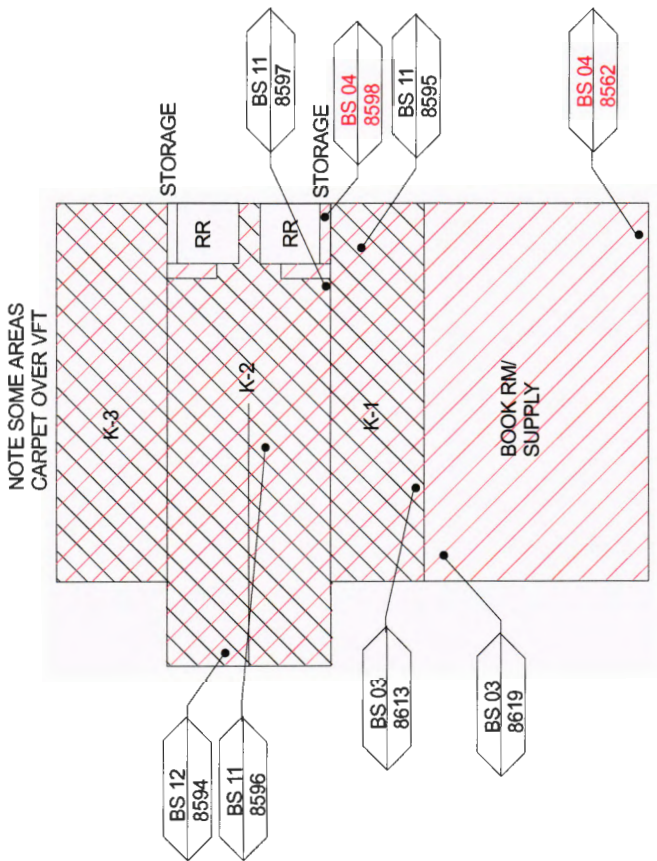 NOTE SOME AREAS
CARPET OVER VFT
K-3
K-2
K-1
BOOK RM/
SUPPLY
STORAGE
RR
RR
STORAGE
BS 11
8597
BS 04
8598
BS 11
8595
BS 04
8562
BS 12
8594
BS 11
8596
BS 03
8613
BS 03
8619